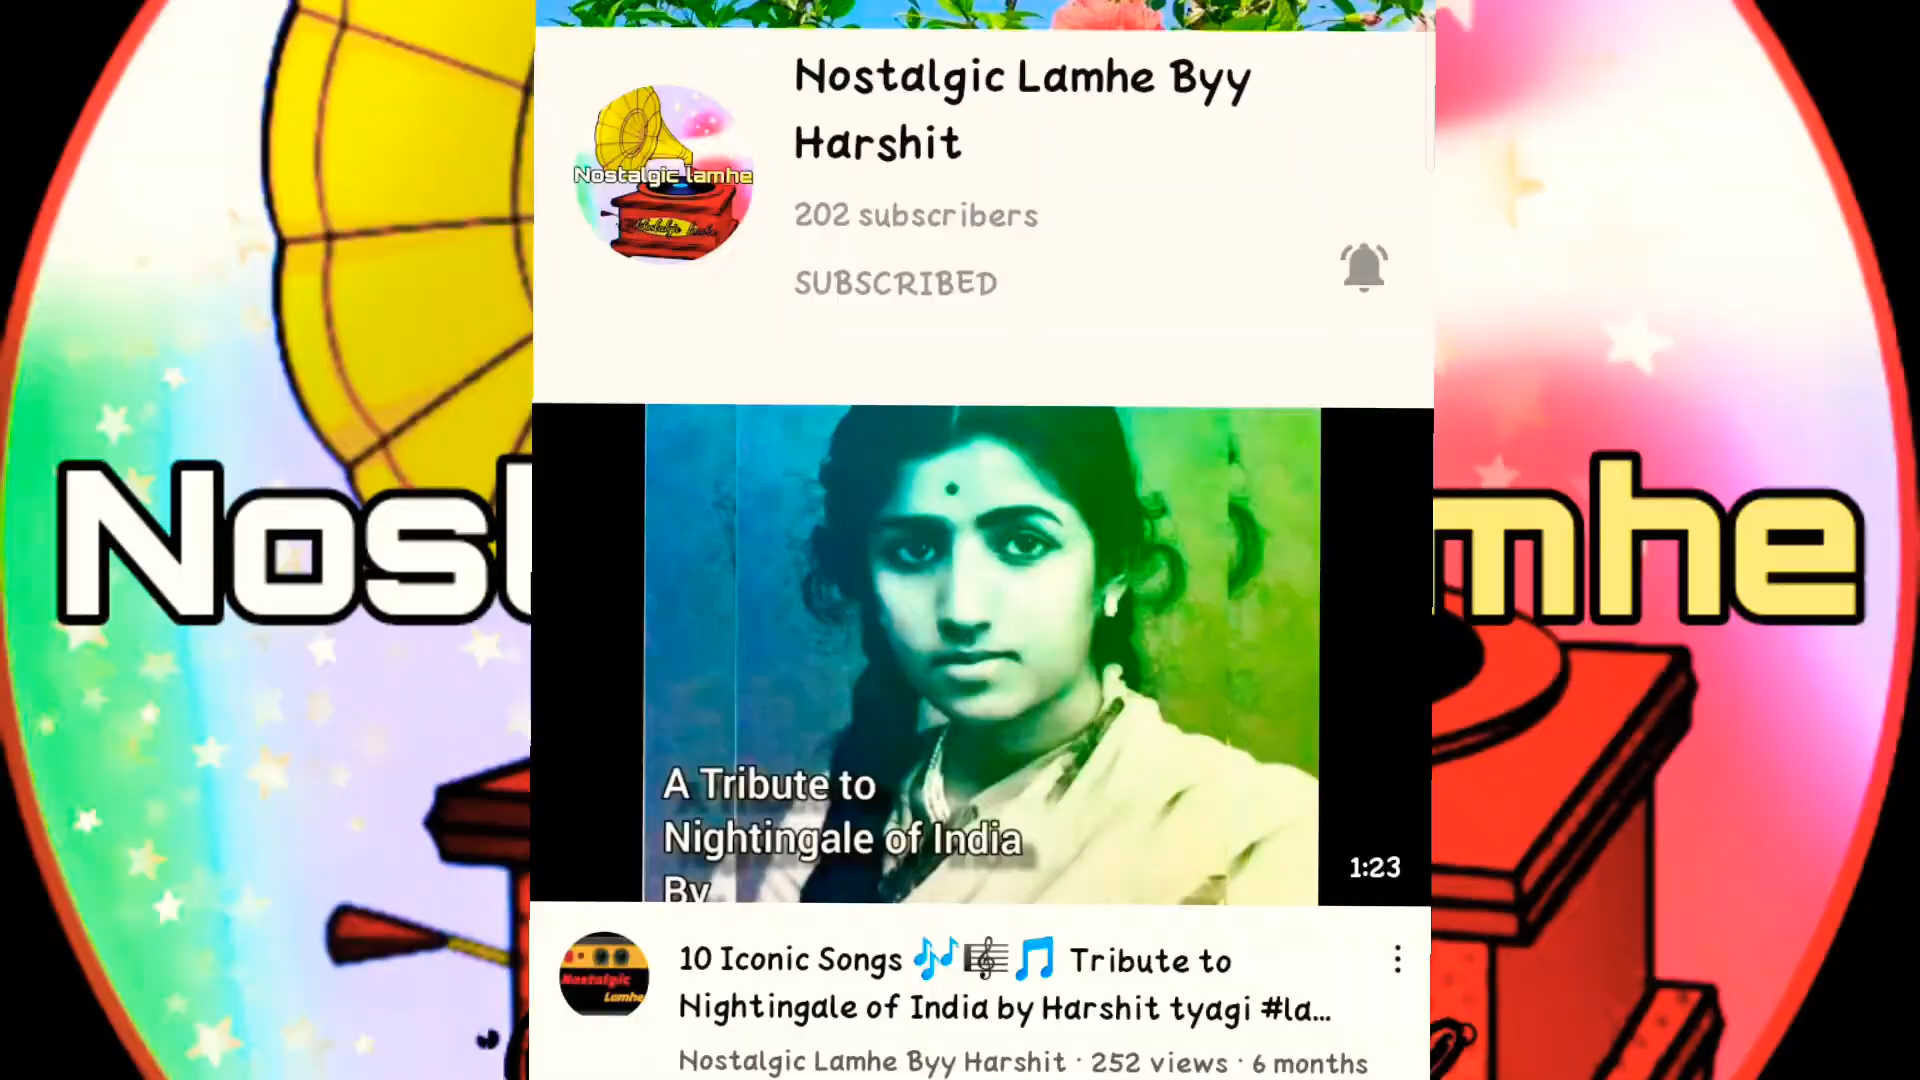 Nostalgic Lamhe Byy
Harshit
Nostalgic lamhe
202 subscribers
SUBSCRIBED
Nost
mhe
A Tribute to
Nightingale of India
By
1:23
10 Iconic Songs 🎶🎼🎵 Tribute to
Nightingale of India by Harshit tyagi #la...
Nostalgic
Lamhe
Nostalgic Lamhe Byy Harshit · 252 views · 6 months